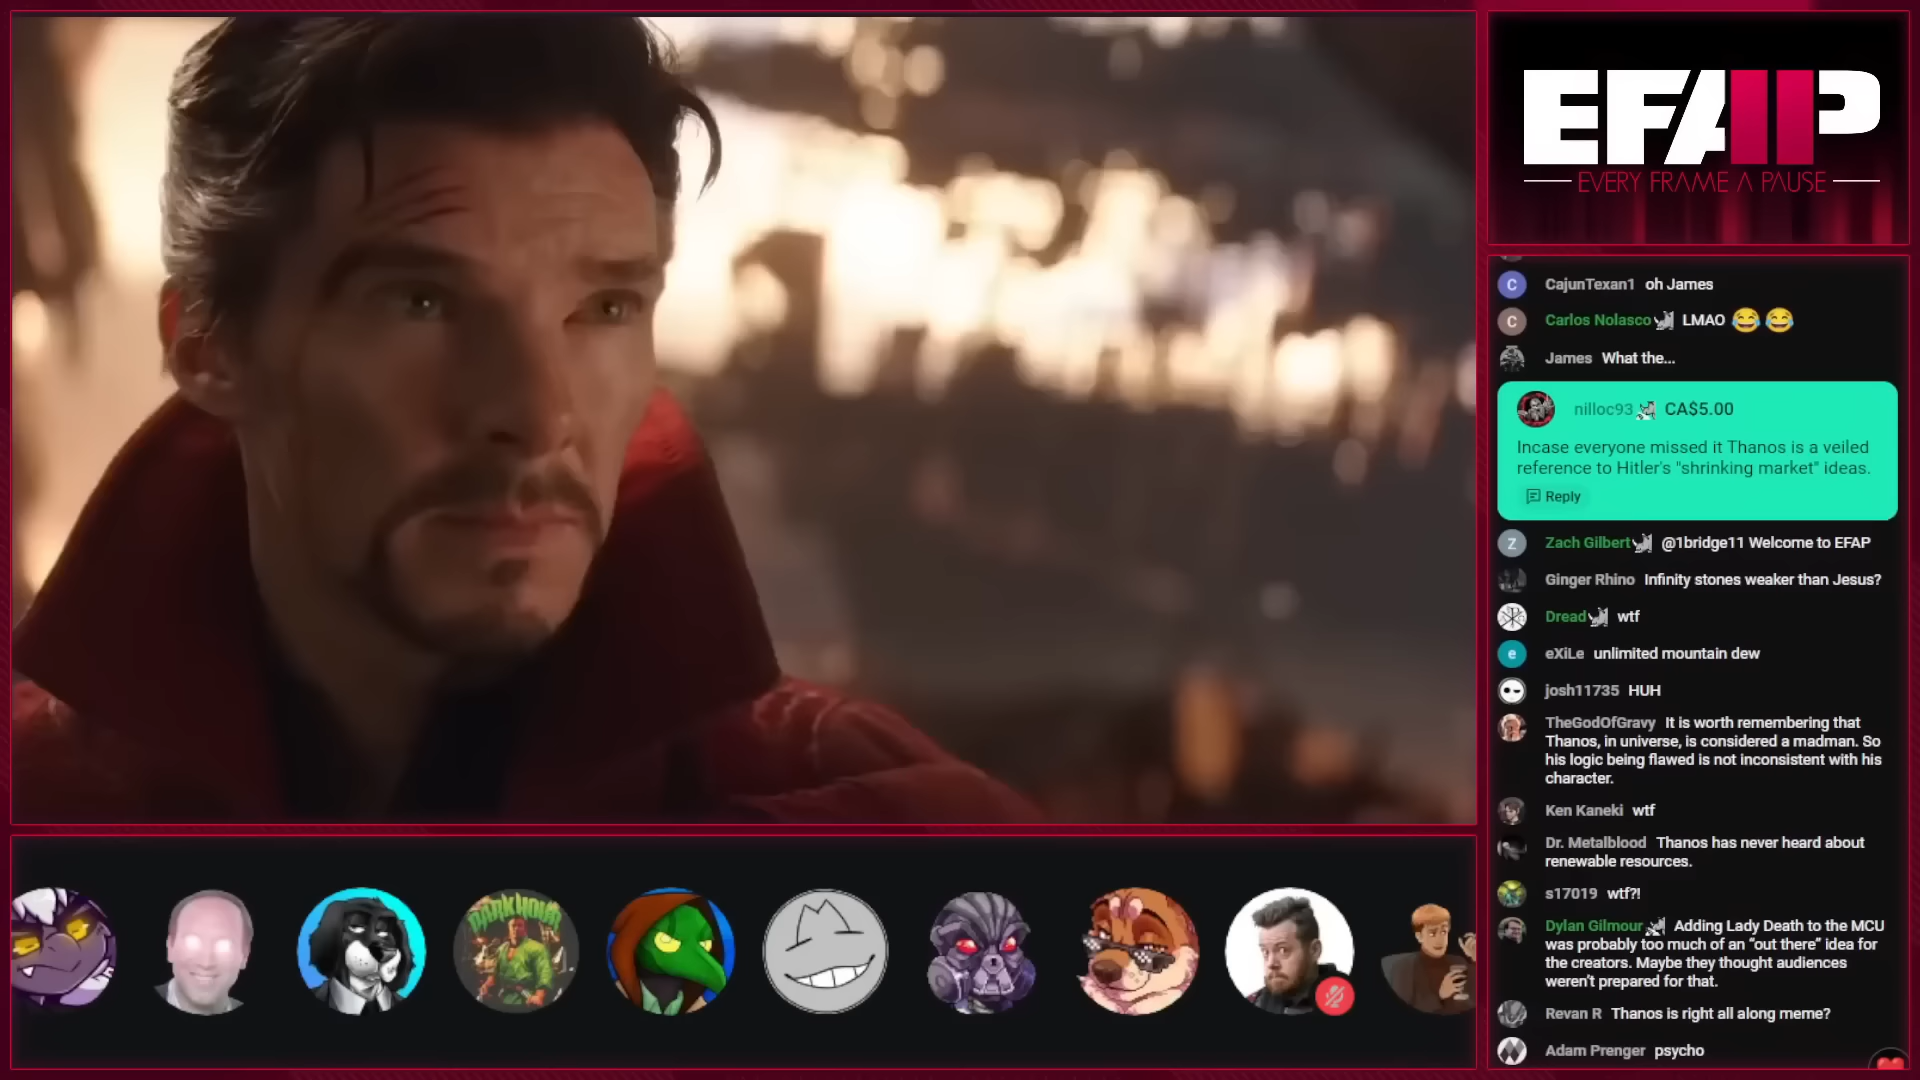 EFAP
EVERY FRAME A PAUSE
C CajunTexan1 oh James
C Carlos Nolasco LMAO 😂 😂
James What the...
nilloc93 CA$5.00
Incase everyone missed it Thanos is a veiled
reference to Hitler's "shrinking market" ideas.
Reply
Z Zach Gilbert @1bridge11 Welcome to EFAP
Ginger Rhino Infinity stones weaker than Jesus?
Dread wtf
e eXiLe unlimited mountain dew
josh11735 HUH
TheGodOfGravy It is worth remembering that
Thanos, in universe, is considered a madman. So
his logic being flawed is not inconsistent with his
character.
Ken Kaneki wtf
Dr. Metalblood Thanos has never heard about
renewable resources.
s17019 wtf?!
Dylan Gilmour Adding Lady Death to the MCU
was probably too much of an "out there" idea for
the creators. Maybe they thought audiences
weren't prepared for that.
Revan R Thanos is right all along meme?
Adam Prenger psycho
DARK HOUR